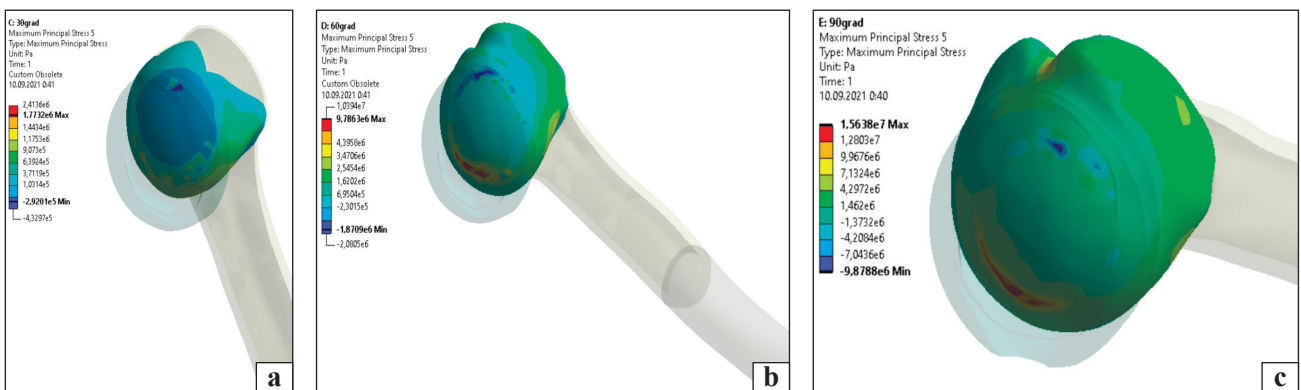 C: 30grad
Maximum Principal Stress 5
Type: Maximum Principal Stress
Unit: Pa
Time: 1
Custom Obsolete
10.09.2021 0:41
2,4136e6
1,7732e6 Max
1,4434e6
1,1753e6
9,073e5
6,3924e5
3,7119e5
1,0314e5
-2,9201e5 Min
-4,3297e5
a
D: 60grad
Maximum Principal Stress 5
Type: Maximum Principal Stress
Unit: Pa
Time: 1
Custom Obsolete
10.09.2021 0:41
1,0394e7
9,7863e6 Max
4,3958e6
3,4706e6
2,5454e6
1,6202e6
6,9504e5
-2,3015e5
-1,8709e6 Min
-2,0805e6
b
E: 90grad
Maximum Principal Stress 5
Type: Maximum Principal Stress
Unit: Pa
Time: 1
10.09.2021 0:40
1,5638e7 Max
1,2803e7
9,9676e6
7,1324e6
4,2972e6
1,462e6
-1,3732e6
-4,2084e6
-7,0436e6
-9,8788e6 Min
c